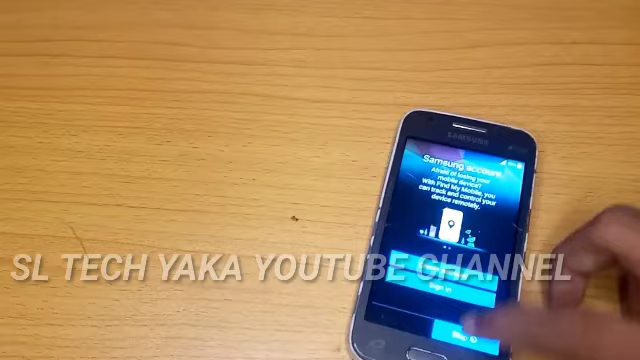 SAMSUNG
Samsung account
Afraid of losing your
mobile device?
With Find My Mobile, you
can track and control your
device remotely.
Sign in
SL TECH YAKA YOUTUBE CHANNEL